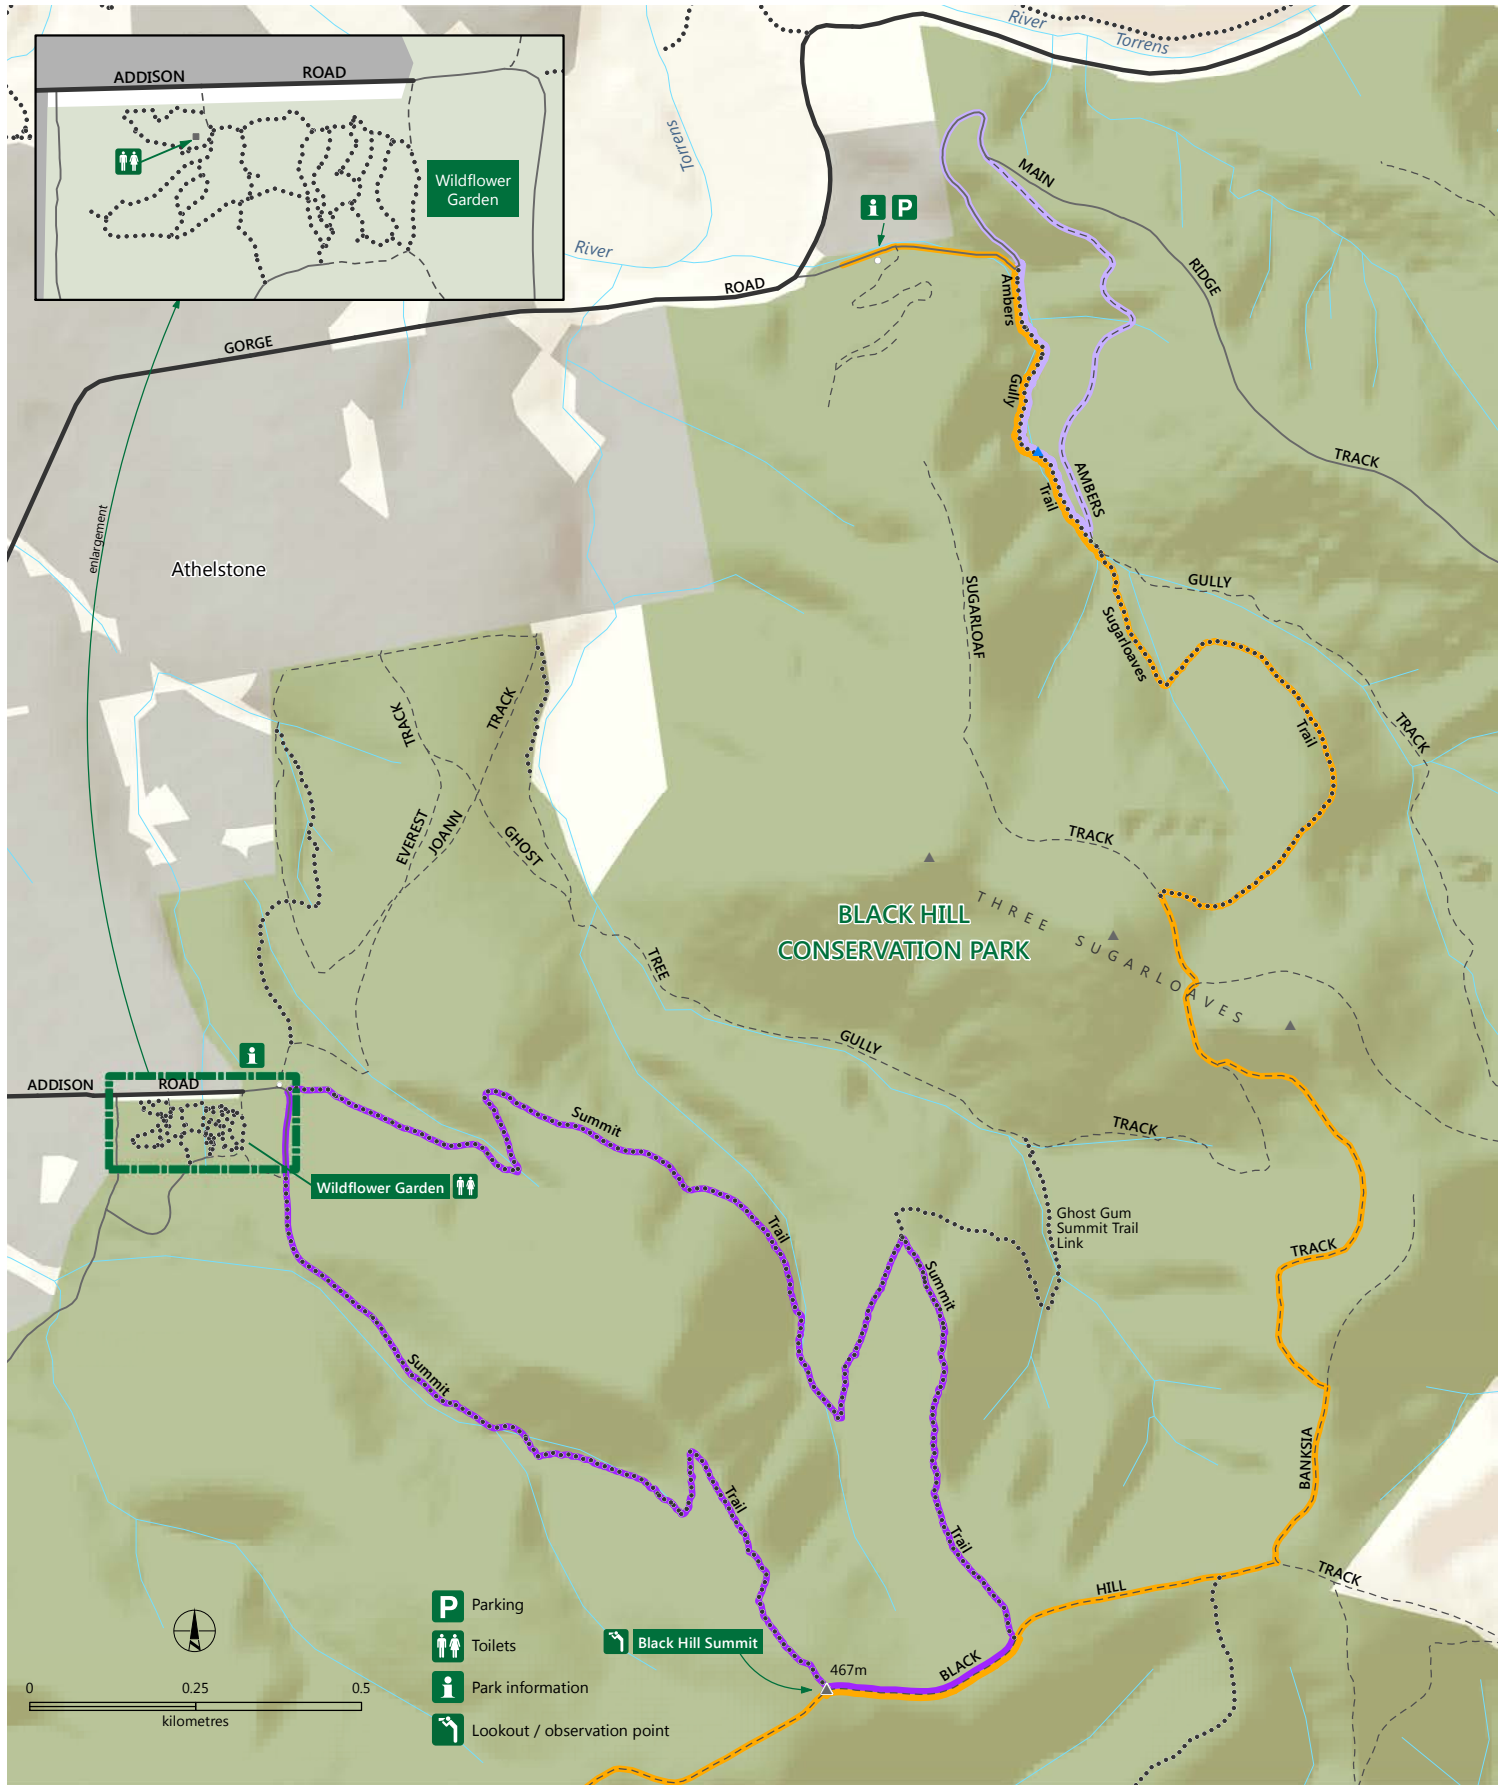 River
Torrens
ADDISON ROAD
Wildflower
Garden
Torrens
River
MAIN
RIDGE
TRACK
P
ROAD
GORGE
Ambers
Gully
Trail
AMBERS
GULLY
TRACK
enlargement
Athelstone
SUGARLOAF
TRACK
Sugarloaves
Trail
TRACK
TRACK
EVEREST
JOANN
GHOST
TREE
GULLY
TRACK
BLACK HILL
CONSERVATION PARK
THREE SUGARLOAVES
ADDISON ROAD
Wildflower Garden
Summit
Trail
Summit
Trail
Ghost Gum
Summit Trail
Link
TRACK
BANKSIA
Summit
Trail
HILL
TRACK
BLACK
467m
Black Hill Summit
P Parking
Toilets
Park information
Lookout / observation point
0 0.25 0.5
kilometres